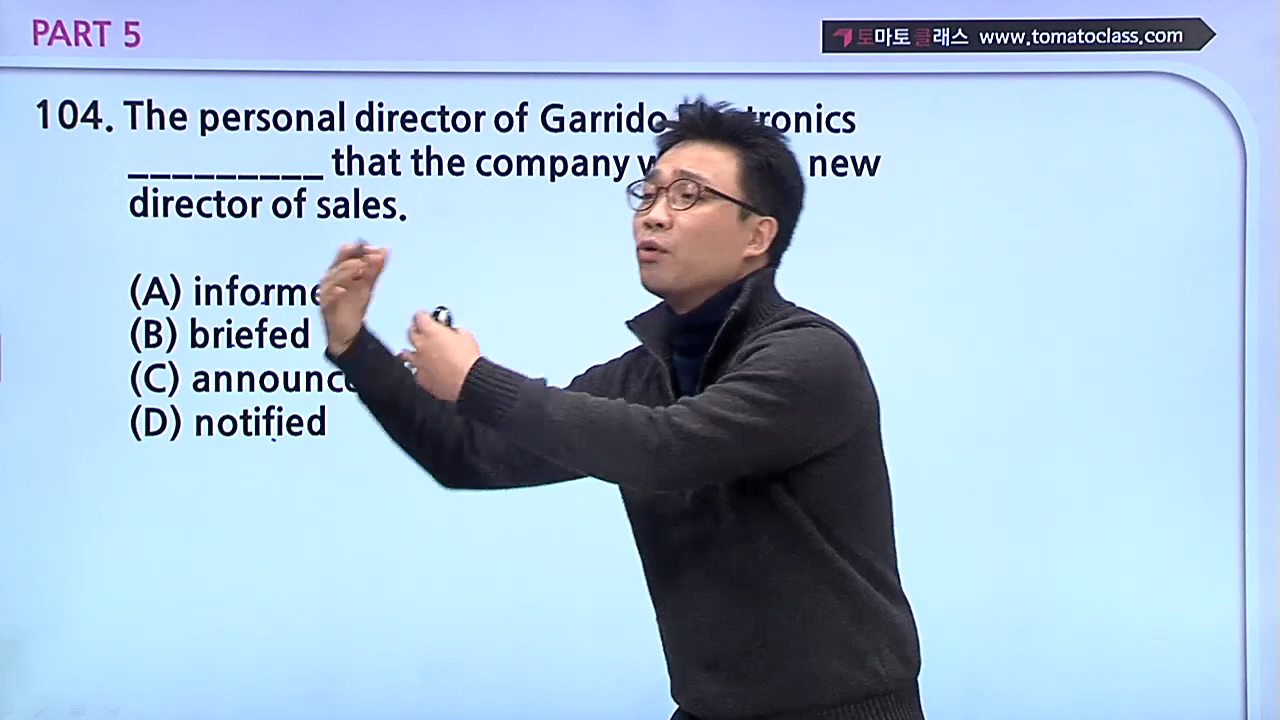 PART 5
토마토클래스 www.tomatoclass.com
104. The personal director of Garrido
_________ that the company new
director of sales.
(A)
(B) briefed
(C)
(D) notified